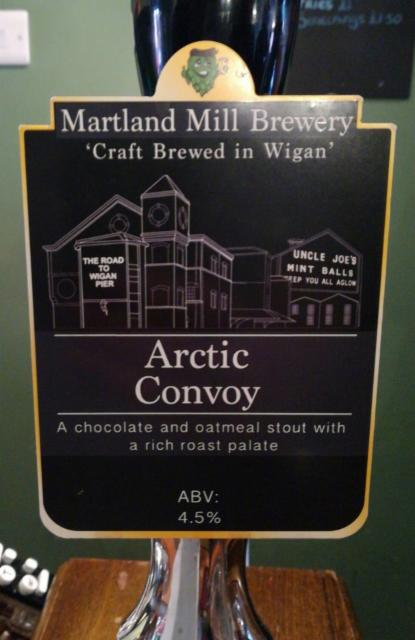 Martland Mill Brewery
'Craft Brewed in Wigan'
THE ROAD
TO
WIGAN
PIER
UNCLE JOE'S
MINT BALLS
KEEP YOU ALL AGLOW
Arctic
Convoy
A chocolate and oatmeal stout with
a rich roast palate
ABV:
4.5%